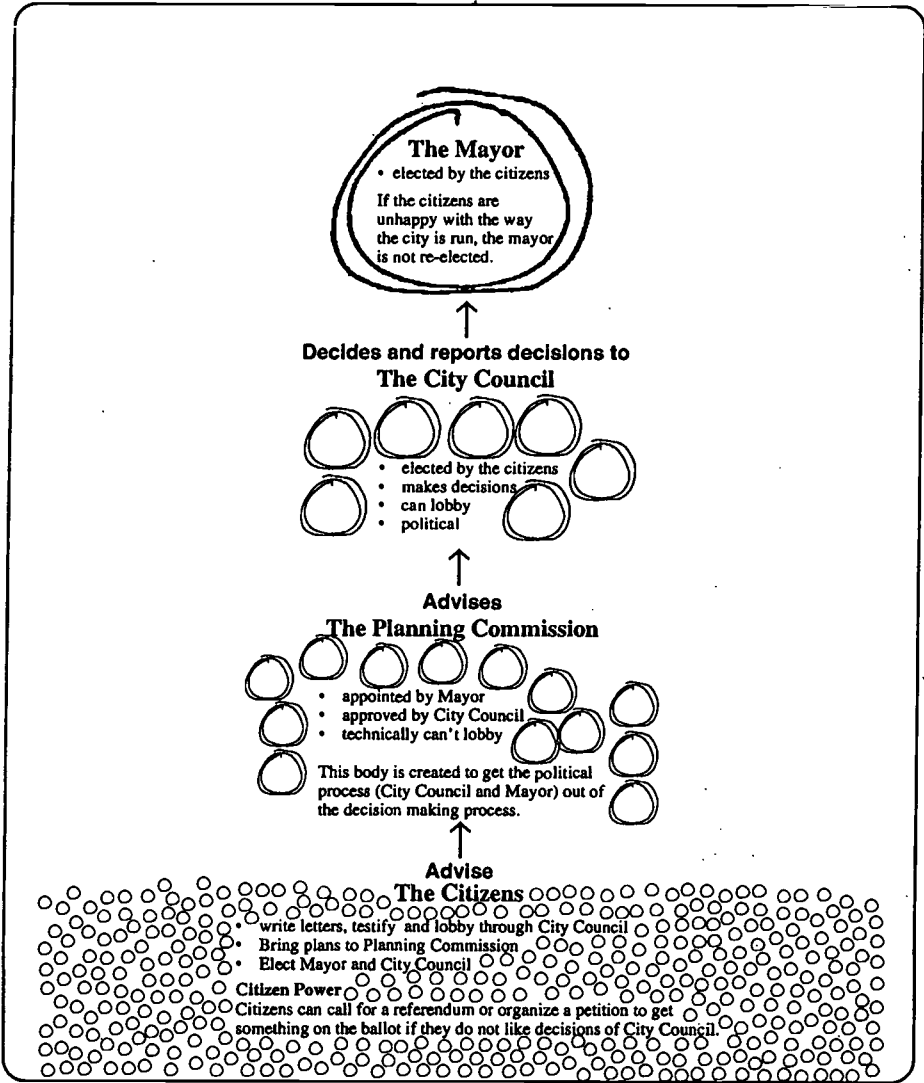 The Mayor
• elected by the citizens
If the citizens are
unhappy with the way
the city is run, the mayor
is not re-elected.
Decides and reports decisions to
The City Council
• elected by the citizens
• makes decisions
• can lobby
• political
Advises
The Planning Commission
• appointed by Mayor
• approved by City Council
• technically can't lobby
This body is created to get the political
process (City Council and Mayor) out of
the decision making process.
Advise
The Citizens
• write letters, testify and lobby through City Council
• Bring plans to Planning Commission
• Elect Mayor and City Council
Citizen Power
Citizens can call for a referendum or organize a petition to get
something on the ballot if they do not like decisions of City Council.